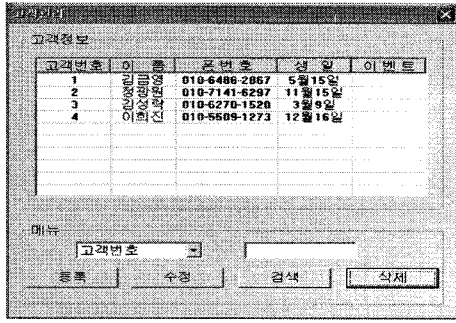 고객정보
고객번호 이 름 폰 번 호 생 일 이 벤 트
1 김금영 010-6486-2867 5월15일
2 정광원 010-7141-6297 11월15일
3 김성락 010-6270-1520 3월9일
4 이희진 010-5509-1273 12월16일
메뉴
고객번호
등록 수정 검색 삭제